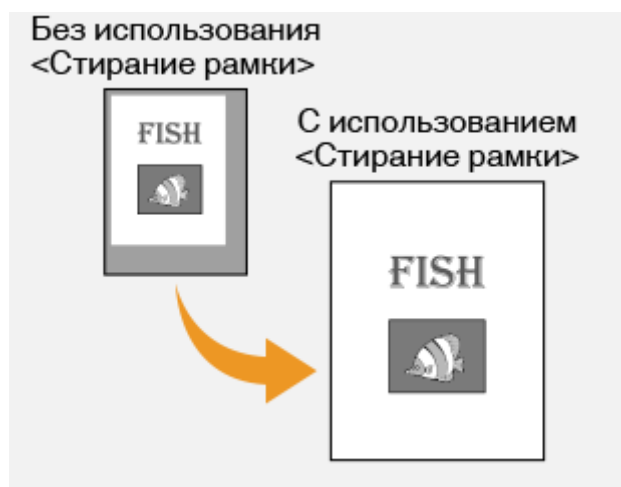 Без использования
<Стирание рамки>
FISH
С использованием
<Стирание рамки>
FISH